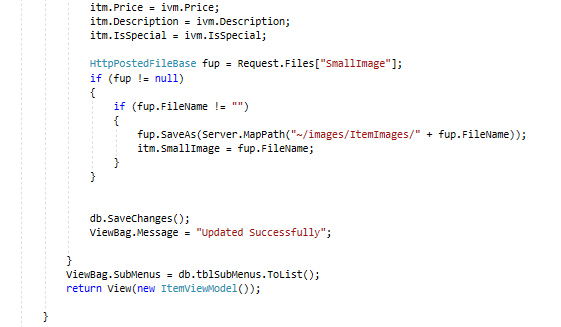 itm.Price = ivm.Price;
itm.Description = ivm.Description;
itm.IsSpecial = ivm.IsSpecial;
HttpPostedFileBase fup = Request.Files["SmallImage"];
if (fup != null)
{
if (fup.FileName != "")
{
fup.SaveAs(Server.MapPath("~/images/ItemImages/" + fup.FileName));
itm.SmallImage = fup.FileName;
}
}
db.SaveChanges();
ViewBag.Message = "Updated Successfully";
}
ViewBag.SubMenus = db.tblSubMenus.ToList();
return View(new ItemViewModel());
}